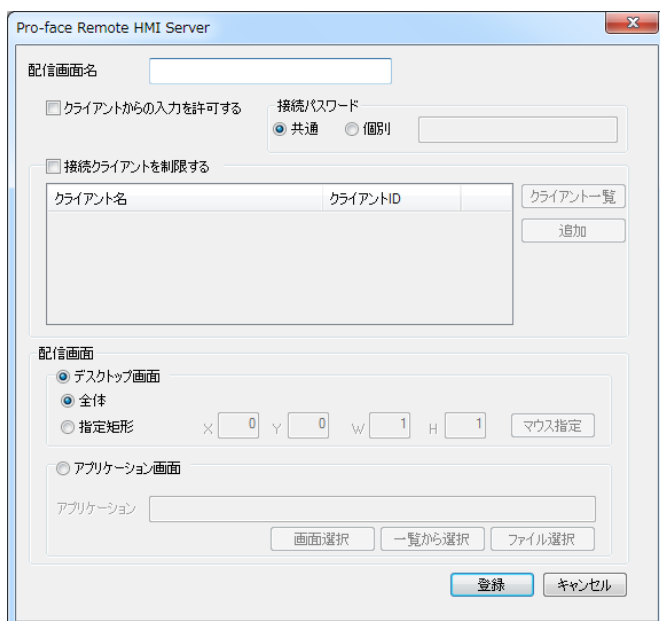 Pro-face Remote HMI Server
配信画面名
クライアントからの入力を許可する
接続パスワード
共通 個別
接続クライアントを制限する
クライアント名 クライアントID
クライアント一覧
追加
配信画面
デスクトップ画面
全体
指定矩形 X 0 Y 0 W 1 H 1 マウス指定
アプリケーション画面
アプリケーション
画面選択 一覧から選択 ファイル選択
登録 キャンセル